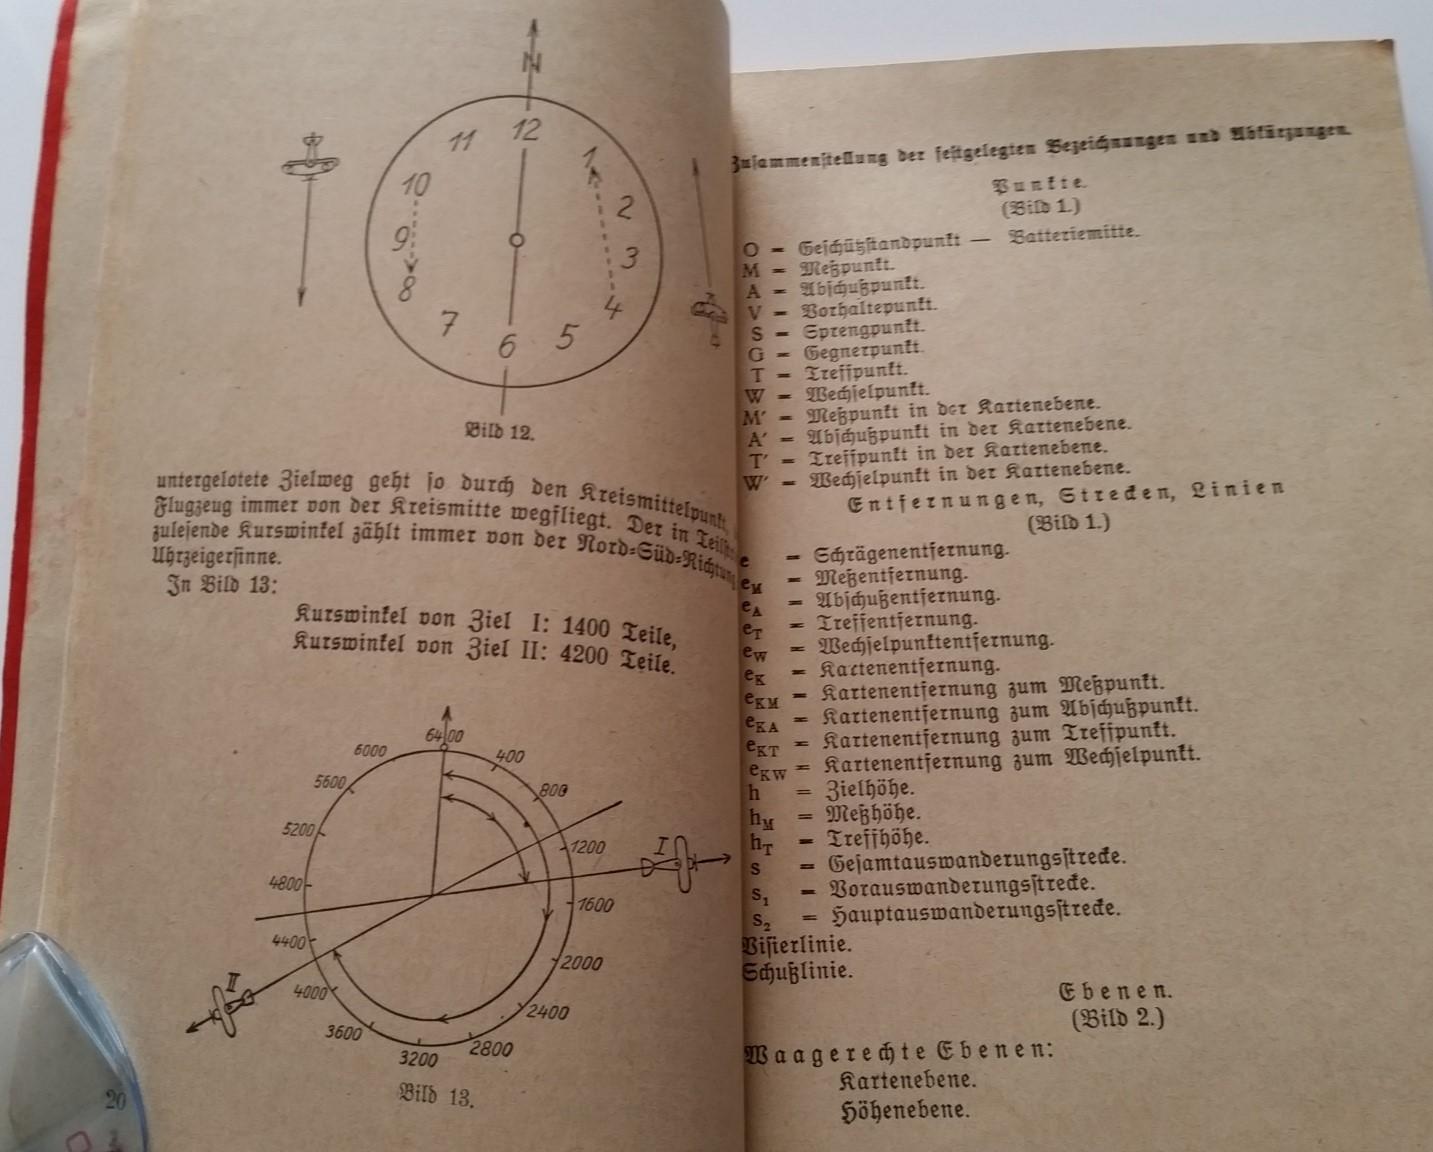 N
12
11
1
10
2
9
3
8
4
7
5
6
Bild 12.
untergelotete Zielweg geht so durch den Kreismittelpunkt,
Flugzeug immer von der Kreismitte wegfliegt. Der in
zulesende Kurswinkel zählt immer von der Nord-Süd-Richtung
Uhrzeigersinne.
In Bild 13:
Kurswinkel von Ziel I: 1400 Teile,
Kurswinkel von Ziel II: 4200 Teile.
6400
6000
400
5600
800
5200
1200
I
4800
1600
4400
2000
II
4000
2400
3600
2800
3200
Bild 13.
20
Zusammenstellung der festgelegten Bezeichnungen und Abkürzungen.
Punkte.
(Bild 1.)
O = Geschützstandpunkt — Batteriemitte.
M = Meßpunkt.
A = Abschußpunkt.
V = Vorhaltepunkt.
S = Sprengpunkt.
G = Gegnerpunkt.
T = Treffpunkt.
W = Wechselpunkt.
M' = Meßpunkt in der Kartenebene.
A' = Abschußpunkt in der Kartenebene.
T' = Treffpunkt in der Kartenebene.
W' = Wechselpunkt in der Kartenebene.
Entfernungen, Strecken, Linien
(Bild 1.)
e = Schrägenentfernung.
eM = Meßentfernung.
eA = Abschußentfernung.
eT = Treffentfernung.
eW = Wechselpunktentfernung.
eK = Kartenentfernung.
eKM = Kartenentfernung zum Meßpunkt.
eKA = Kartenentfernung zum Abschußpunkt.
eKT = Kartenentfernung zum Treffpunkt.
eKW = Kartenentfernung zum Wechselpunkt.
h = Zielhöhe.
hM = Meßhöhe.
hT = Treffhöhe.
s = Gesamtauswanderungsstrecke.
s1 = Vorauswanderungsstrecke.
s2 = Hauptauswanderungsstrecke.
Visierlinie.
Schußlinie.
Ebenen.
(Bild 2.)
Waagerechte Ebenen:
Kartenebene.
Höhenebene.